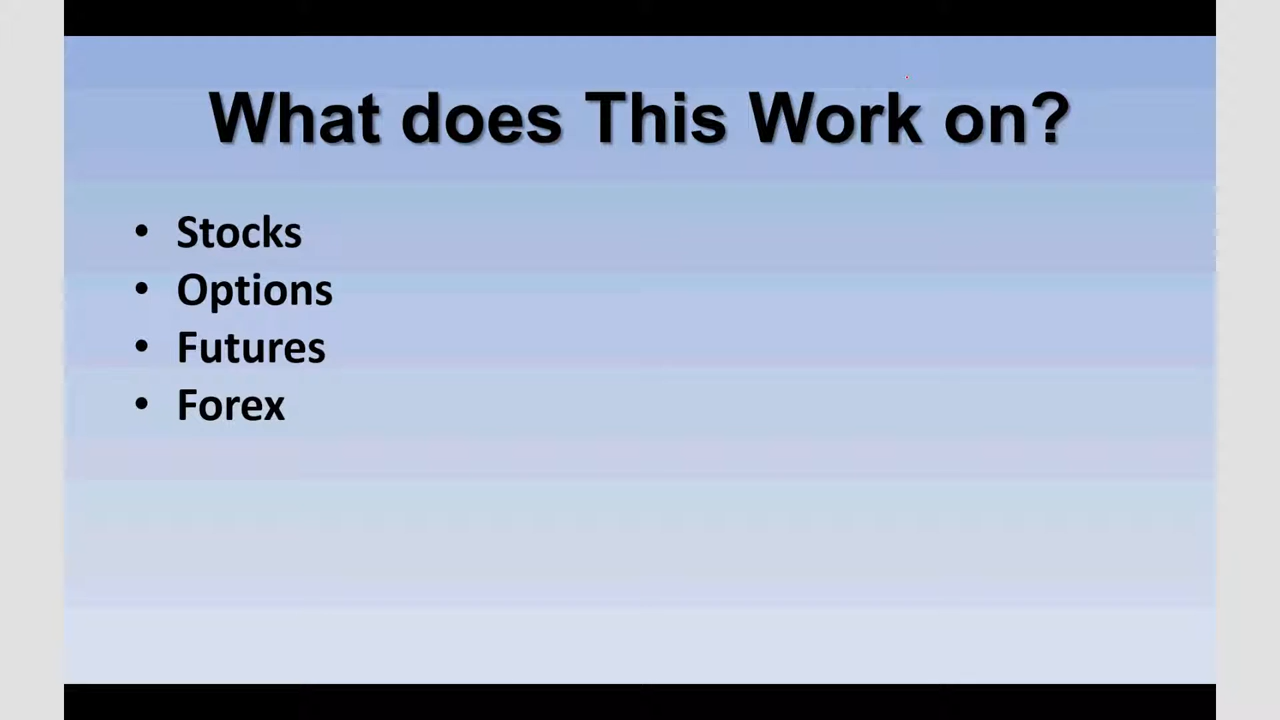 What does This Work on?
• Stocks
• Options
• Futures
• Forex